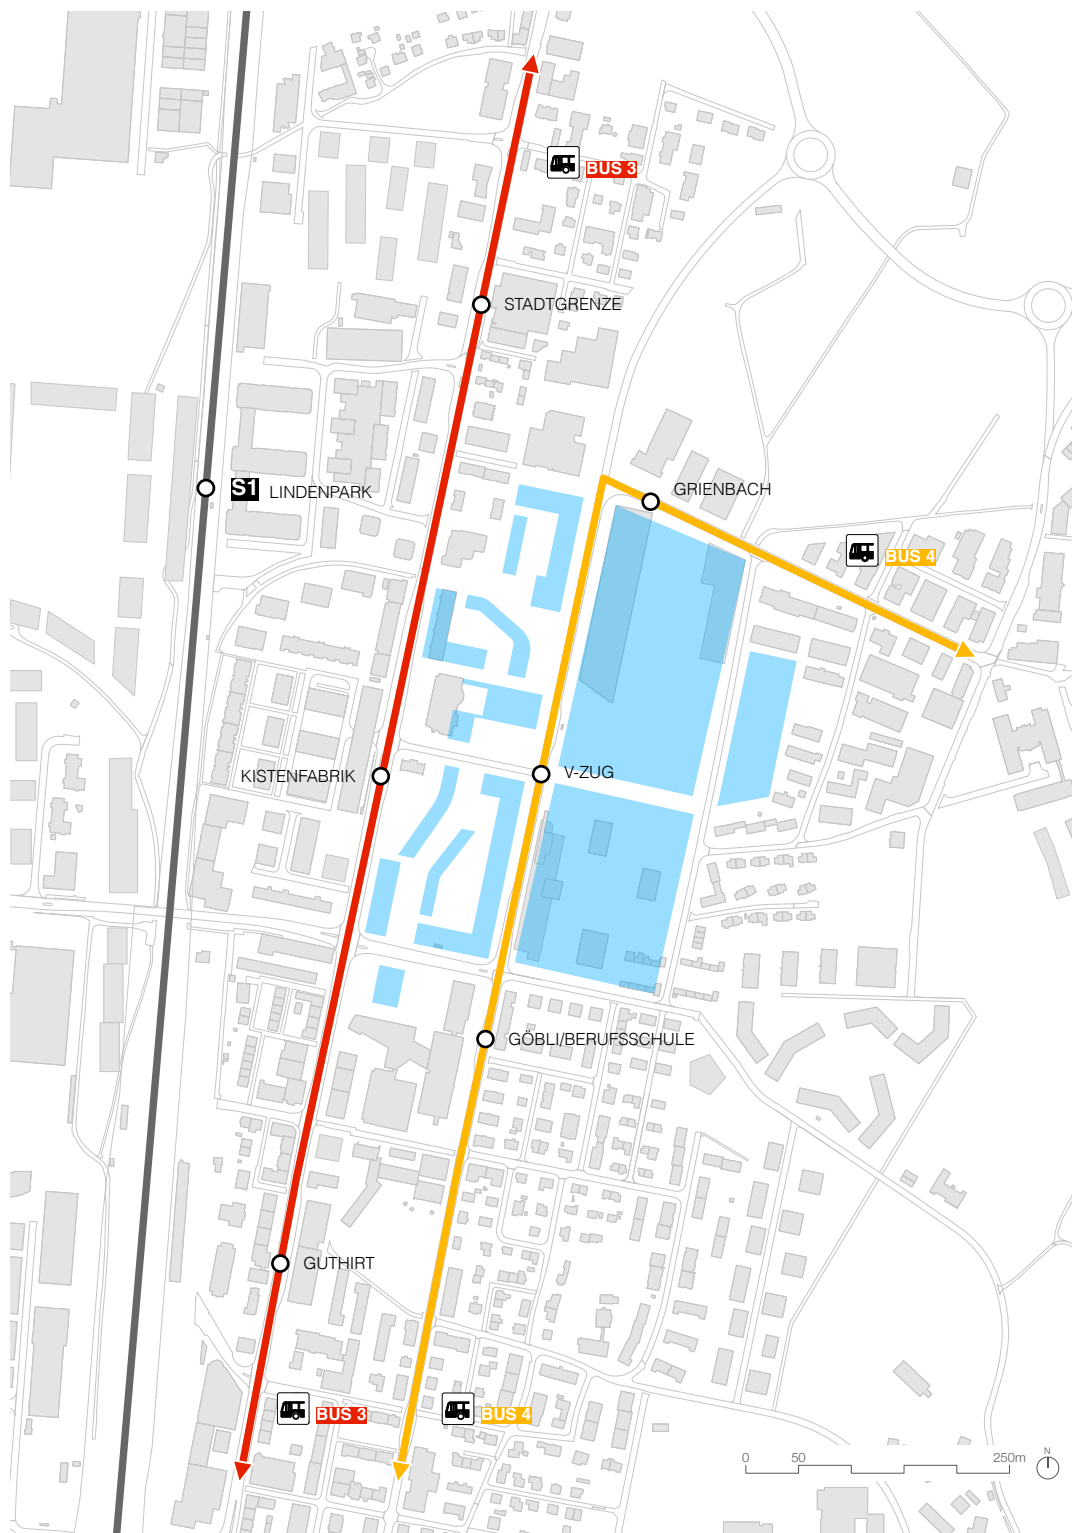 BUS 3
STADTGRENZE
GRIENBACH
S1 LINDENPARK
BUS 4
KISTENFABRIK
V-ZUG
GÖBLI/BERUFSSCHULE
GUTHIRT
BUS 3
BUS 4
N
0 50 250m